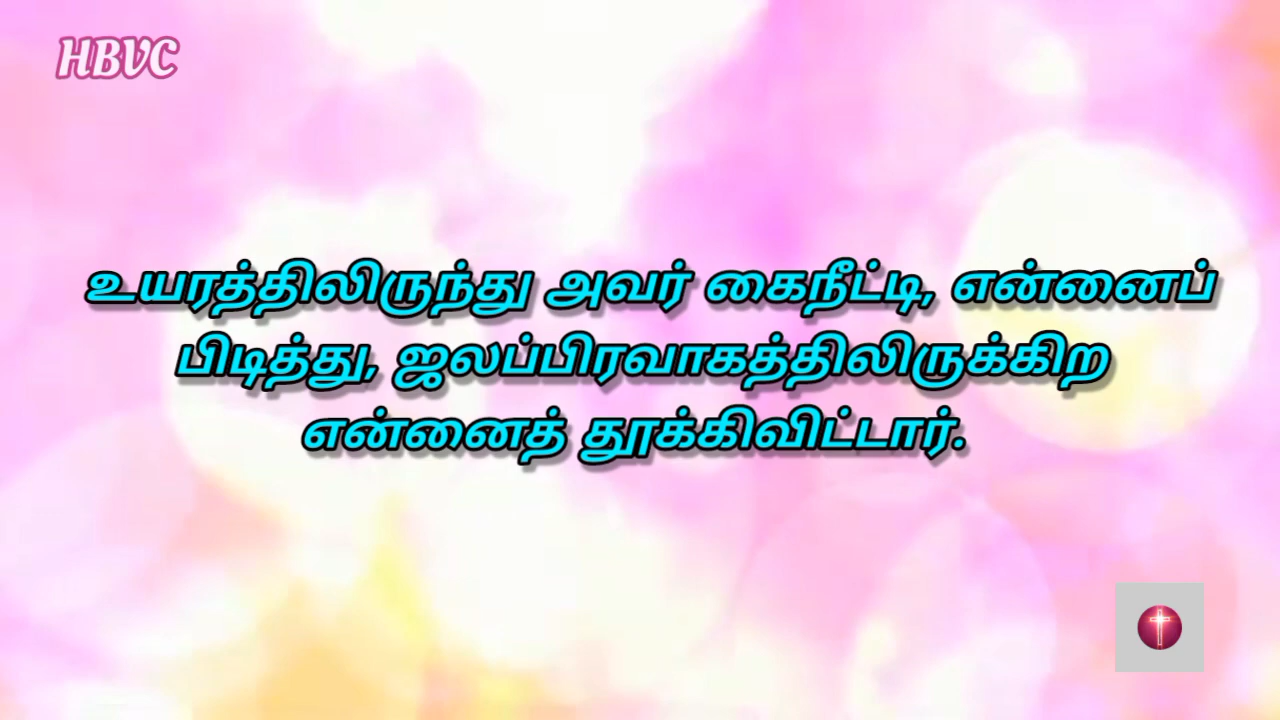 HBVC
உயரத்திலிருந்து அவர் கைநீட்டி, என்னைப்
பிடித்து, ஜலப்பிரவாகத்திலிருக்கிற
என்னைத் தூக்கிவிட்டார்.